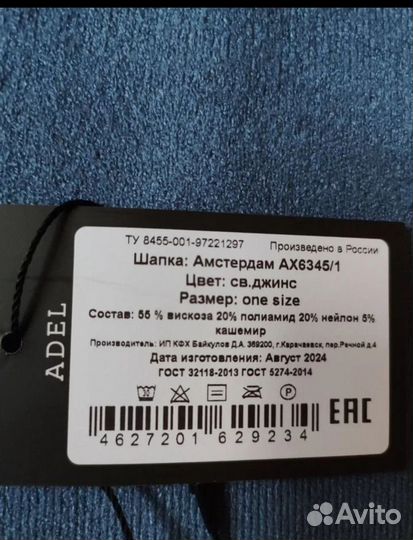 ADEL
ТУ 8455-001-97221297 Произведено в России
Шапка: Амстердам АХ6345/1
Цвет: св.джинс
Размер: one size
Состав: 55 % вискоза 20% полиамид 20% нейлон 5%
кашемир
Производитель: ИП КФХ Байкулов Д.А. 369200, г.Карачаевск, пер.Речной д.4
Дата изготовления: Август 2024
ГОСТ 32118-2013 ГОСТ 5274-2014
EAC
4627201 629234
Avito